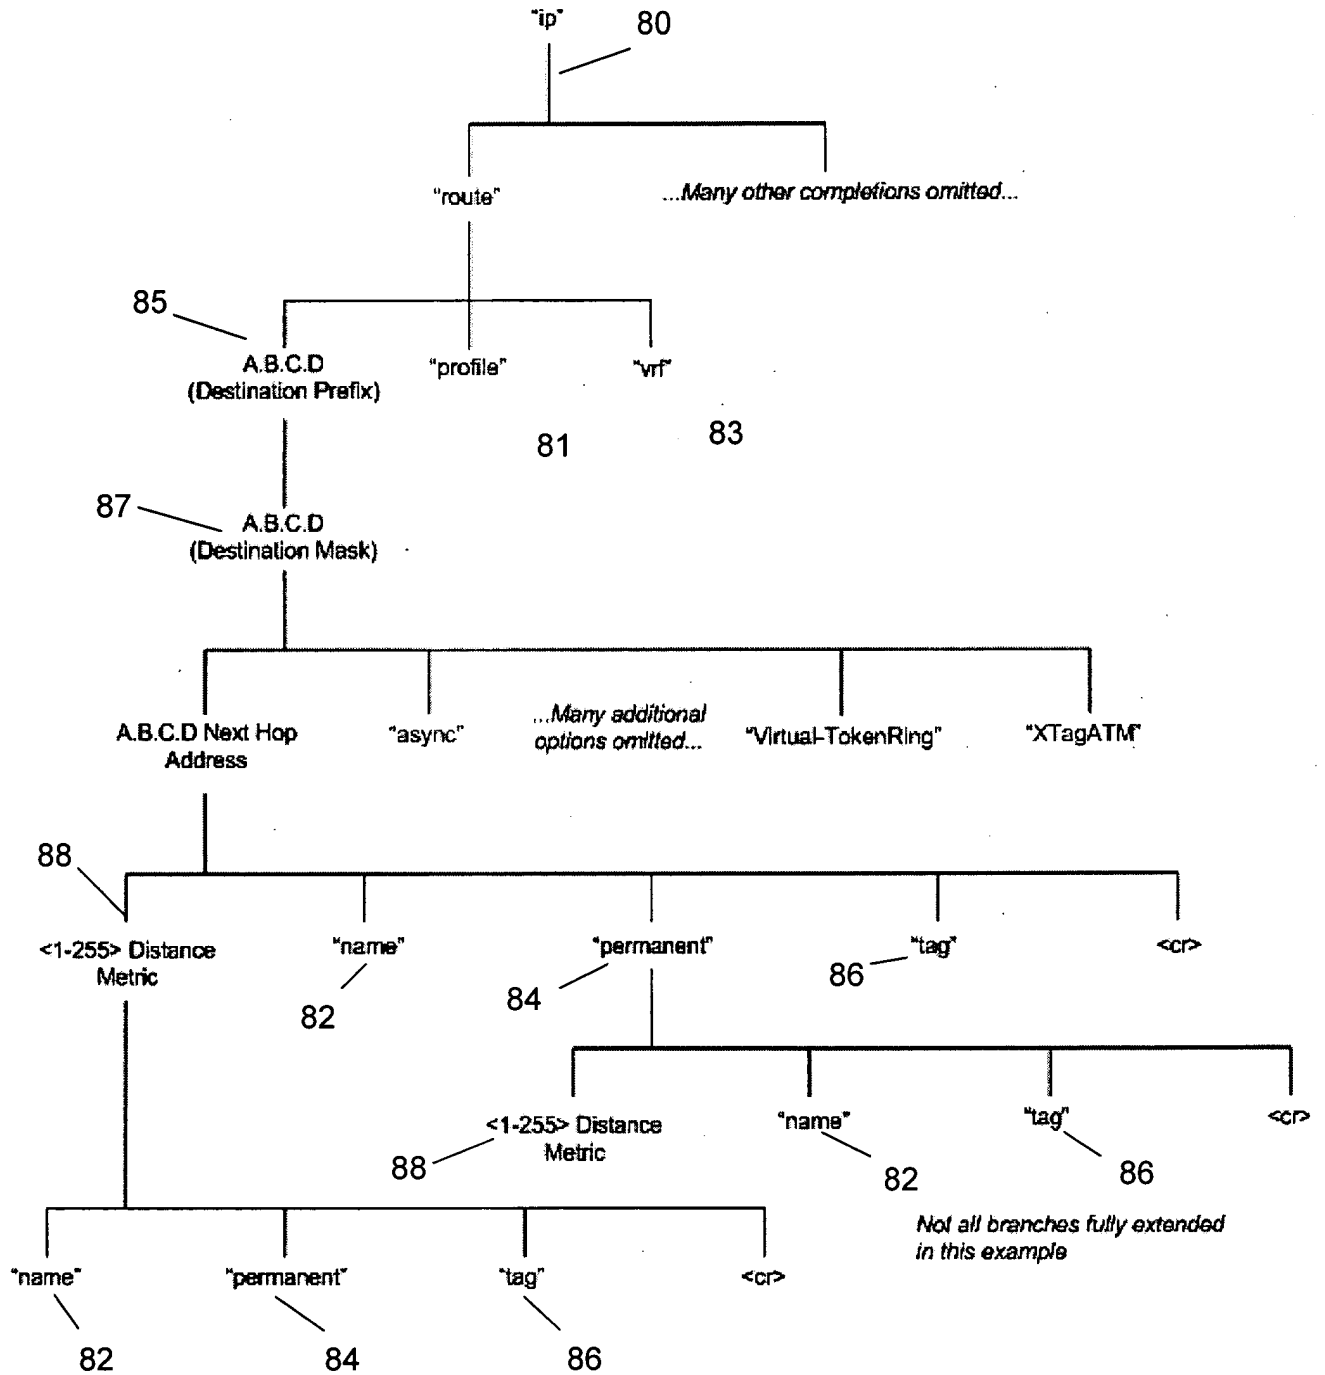 "ip"
80
"route"
...Many other completions omitted...
85
A.B.C.D
(Destination Prefix)
"profile"
"vrf"
81
83
87
A.B.C.D
(Destination Mask)
A.B.C.D Next Hop
Address
"async"
...Many additional
options omitted...
"Virtual-TokenRing"
"XTagATM"
88
<1-255> Distance
Metric
"name"
"permanent"
"tag"
<cr>
82
84
86
<1-255> Distance
Metric
"name"
"tag"
<cr>
88
82
86
Not all branches fully extended
in this example
"name"
"permanent"
"tag"
<cr>
82
84
86